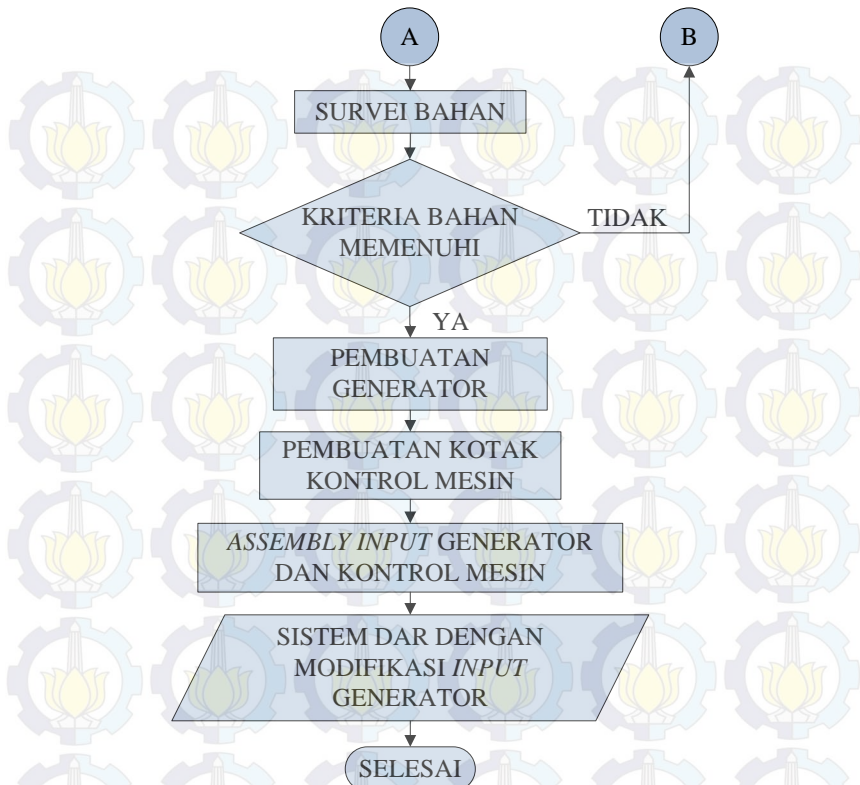 A
B
SURVEI BAHAN
KRITERIA BAHAN
MEMENUHI
TIDAK
YA
PEMBUATAN
GENERATOR
PEMBUATAN KOTAK
KONTROL MESIN
ASSEMBLY INPUT GENERATOR
DAN KONTROL MESIN
SISTEM DAR DENGAN
MODIFIKASI INPUT
GENERATOR
SELESAI